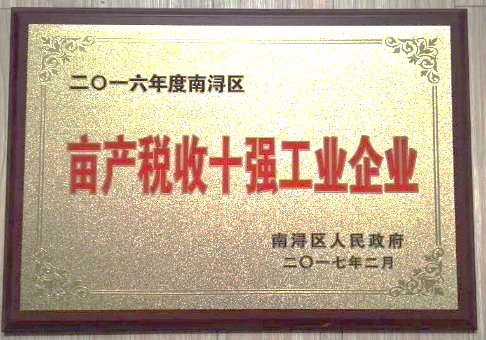 二〇一六年度南浔区
亩产税收十强工业企业
南浔区人民政府
二〇一七年二月